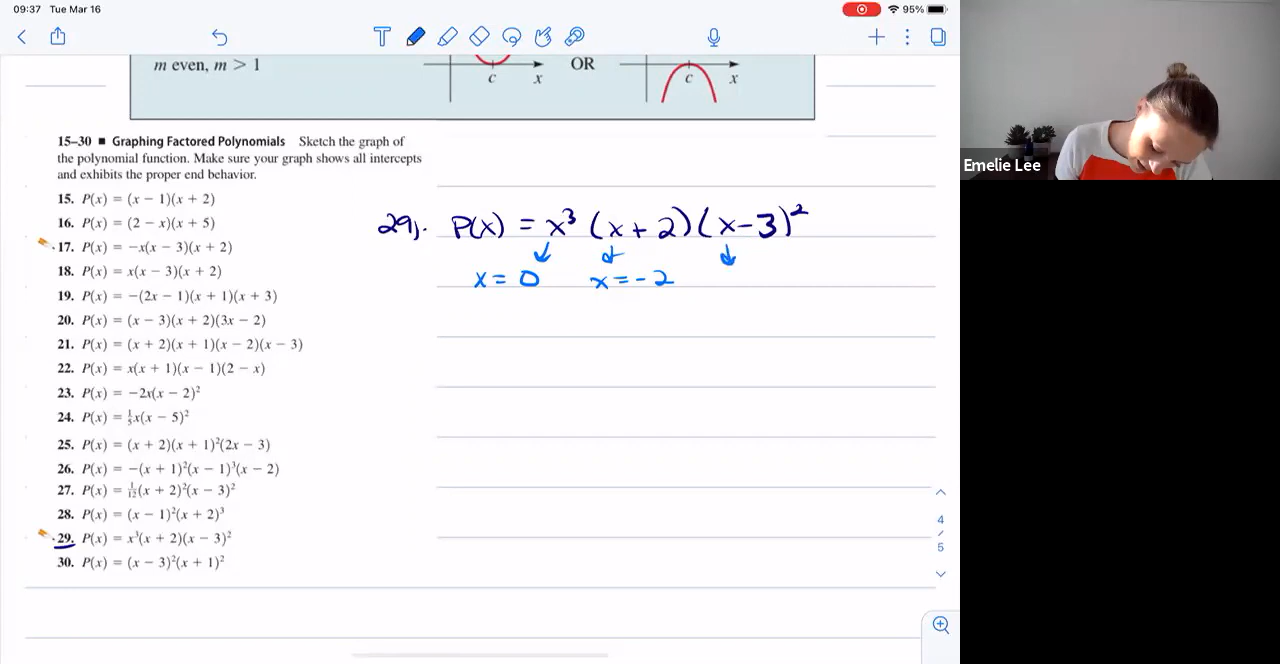 09:37 Tue Mar 16
95%
m even, m > 1
c
x
OR
c
x
15–30 ■ Graphing Factored Polynomials Sketch the graph of
the polynomial function. Make sure your graph shows all intercepts
and exhibits the proper end behavior.
15. P(x) = (x − 1)(x + 2)
16. P(x) = (2 − x)(x + 5)
17. P(x) = −x(x − 3)(x + 2)
18. P(x) = x(x − 3)(x + 2)
19. P(x) = −(2x − 1)(x + 1)(x + 3)
20. P(x) = (x − 3)(x + 2)(3x − 2)
21. P(x) = (x + 2)(x + 1)(x − 2)(x − 3)
22. P(x) = x(x + 1)(x − 1)(2 − x)
23. P(x) = −2x(x − 2)²
24. P(x) = ⅕x(x − 5)²
25. P(x) = (x + 2)(x + 1)²(2x − 3)
26. P(x) = −(x + 1)²(x − 1)³(x − 2)
27. P(x) = 1/12(x + 2)²(x − 3)²
28. P(x) = (x − 1)²(x + 2)³
29. P(x) = x³(x + 2)(x − 3)²
30. P(x) = (x − 3)²(x + 1)²
29). P(x) = x³ (x + 2)(x − 3)²
x = 0 x = −2
4
/
5
Emelie Lee